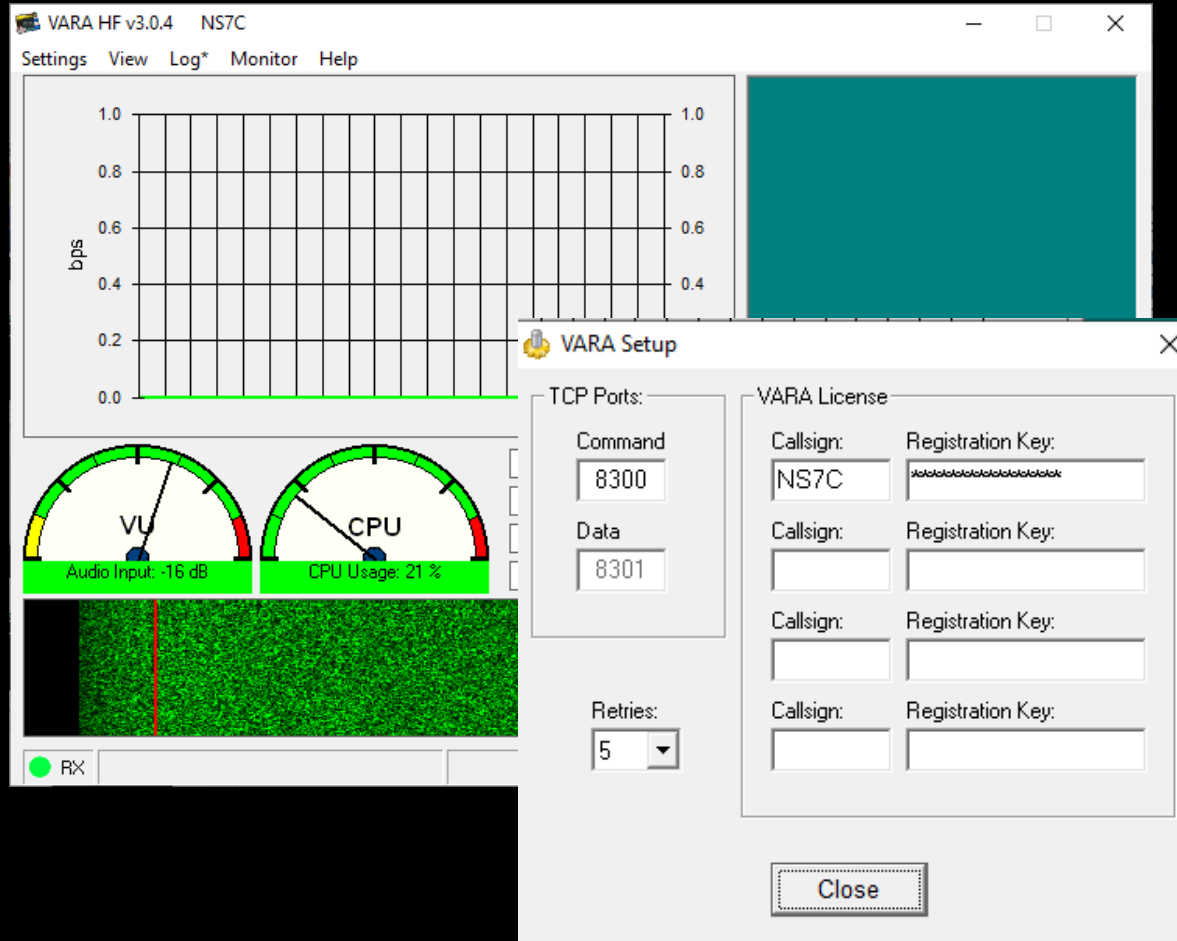 VARA HF v3.0.4 NS7C
Settings View Log* Monitor Help
1.0 1.0
0.8 0.8
0.6 0.6
bps
0.4 0.4
0.2
0.0
VU
Audio Input: -16 dB
CPU
CPU Usage: 21 %
RX
VARA Setup
TCP Ports:
Command
8300
Data
8301
Retries:
5
VARA License
Callsign: Registration Key:
NS7C ******************
Callsign: Registration Key:
Callsign: Registration Key:
Callsign: Registration Key:
Close